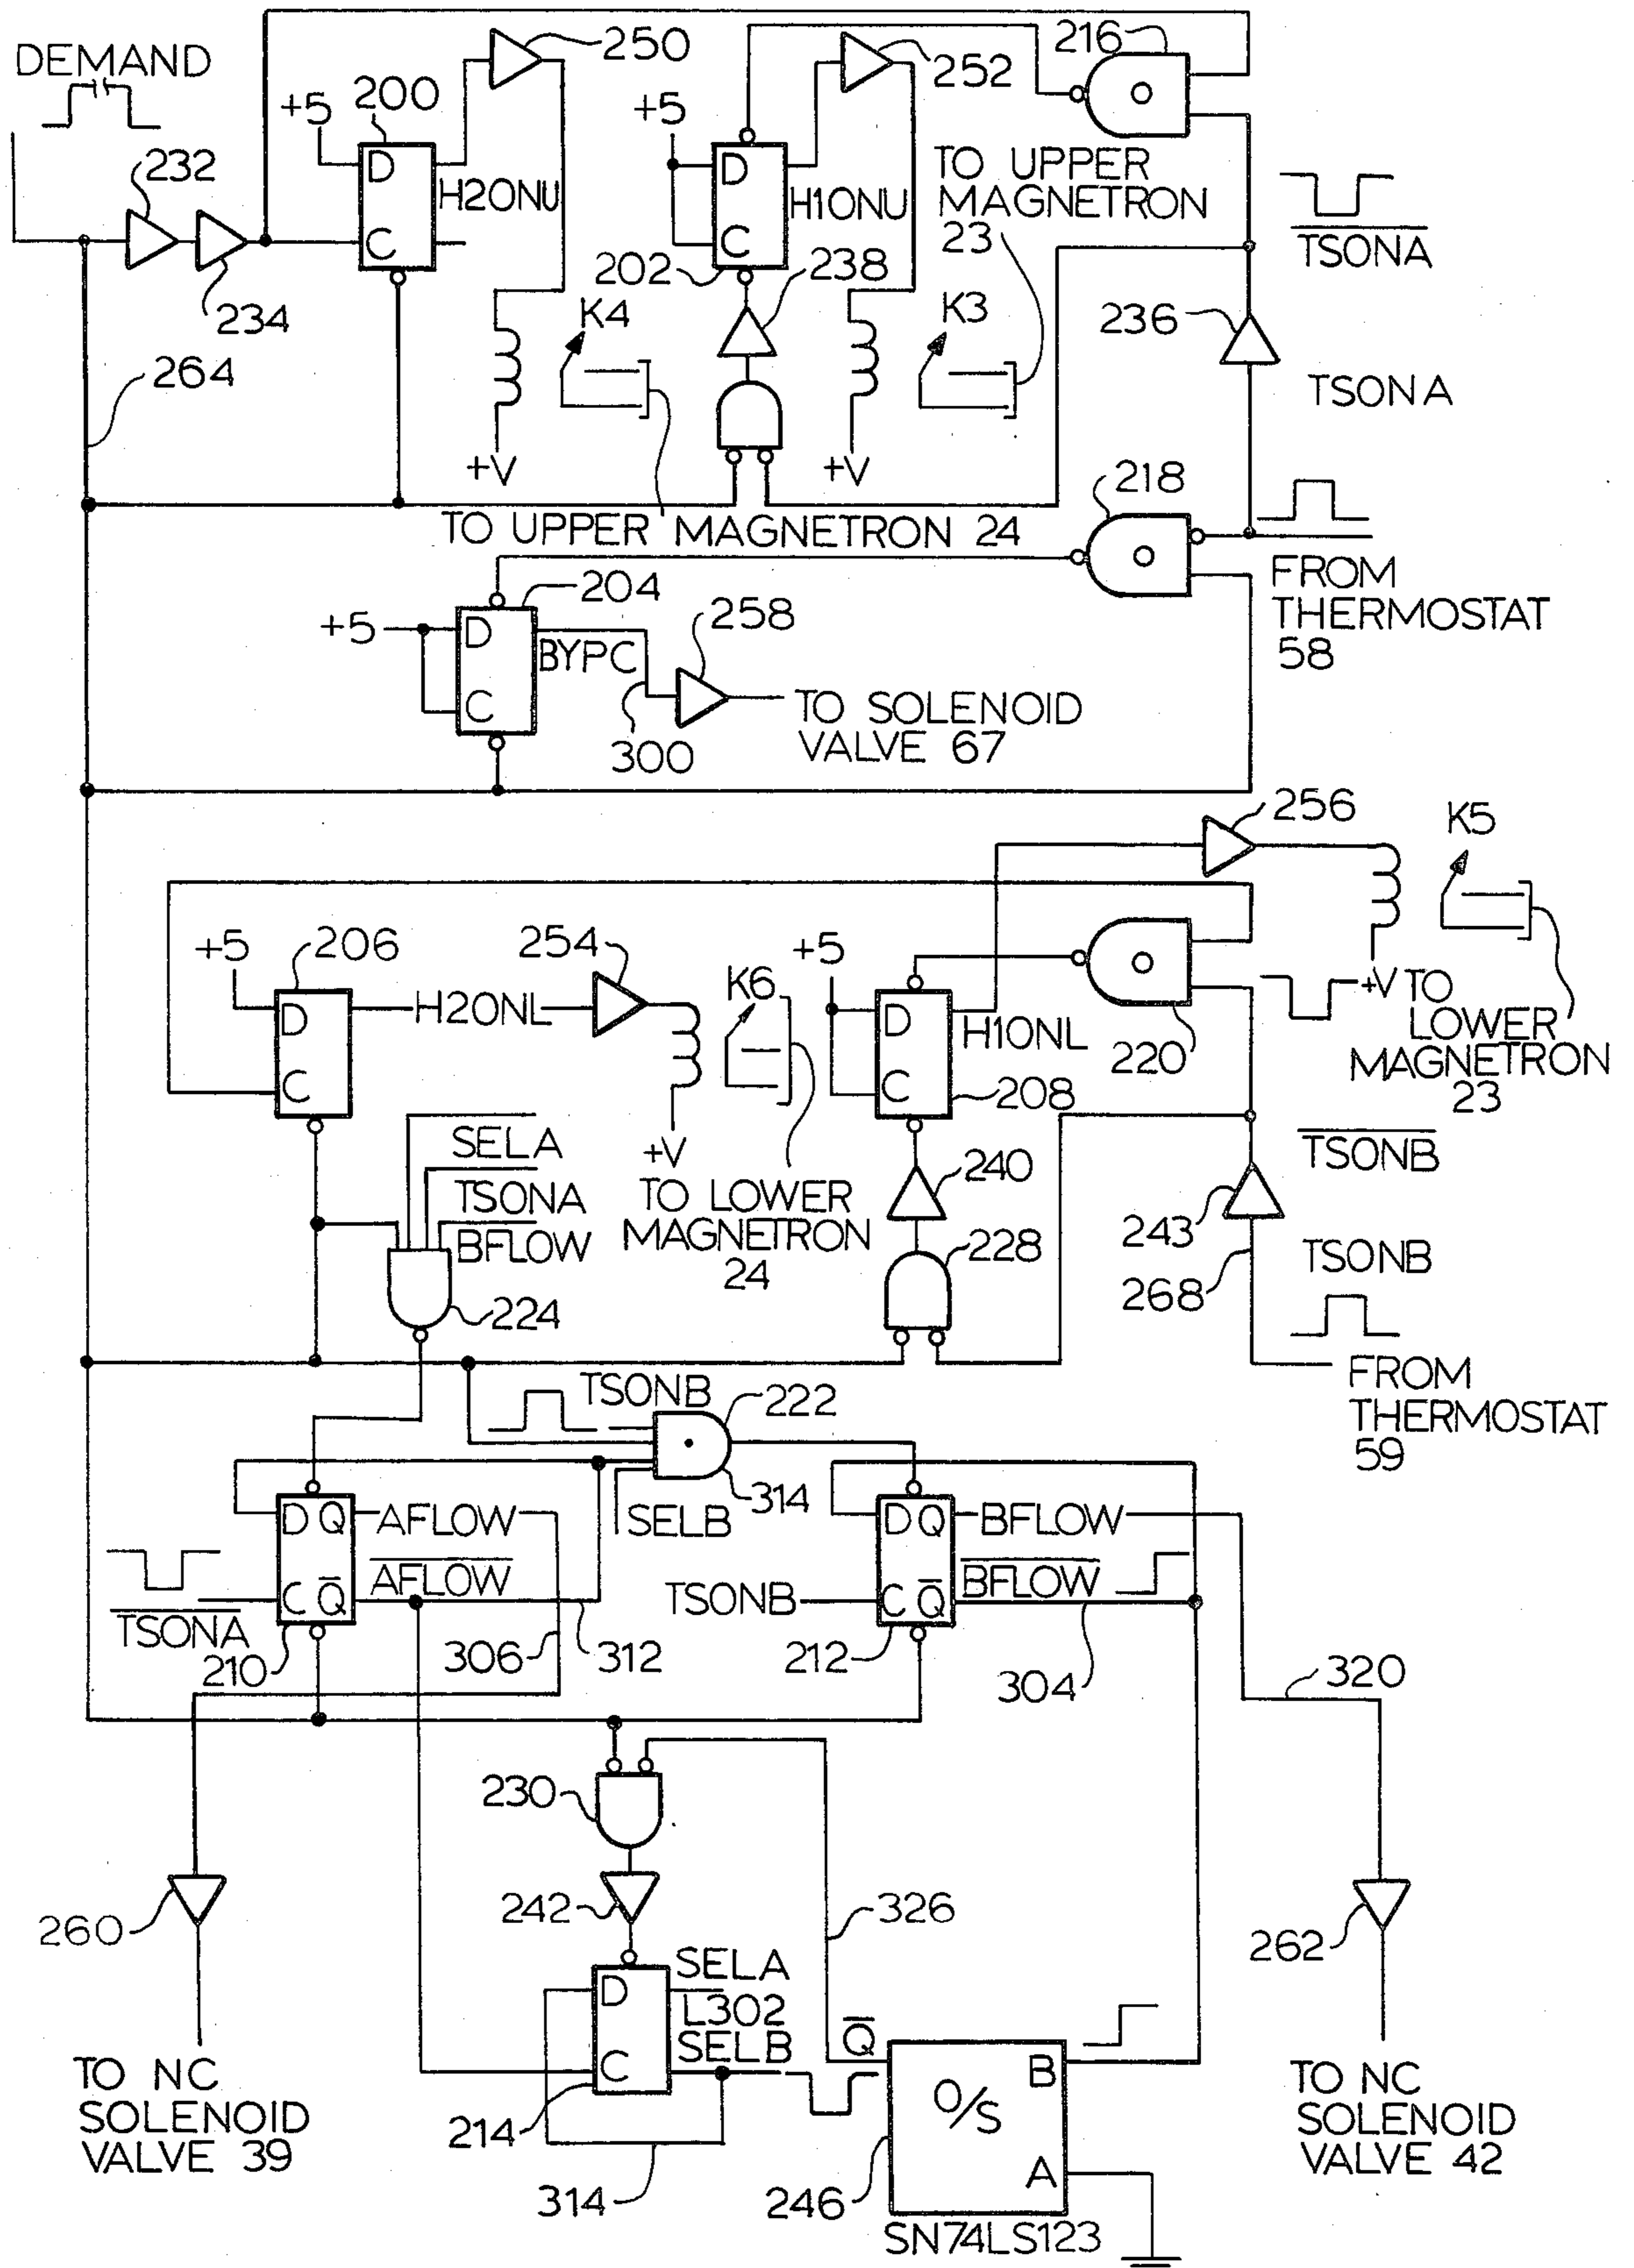 DEMAND
232
234
264
+5
200
D
C
H20NU
250
K4
+V
TO UPPER MAGNETRON 24
+5
D
C
H10NU
202
238
252
K3
+V
TO UPPER
MAGNETRON
23
216
TSONA
236
TSONA
218
FROM
THERMOSTAT
58
+5
204
D
C
BYPC
300
258
TO SOLENOID
VALVE 67
256
K5
+V TO
LOWER
MAGNETRON
23
+5
206
D
C
H20NL
254
K6
+V
TO LOWER
MAGNETRON
24
+5
D
C
H10NL
208
220
240
228
TSONB
243
TSONB
268
FROM
THERMOSTAT
59
SELA
TSONA
BFLOW
224
TSONB
222
314
SELB
D Q
AFLOW
C Q
AFLOW
TSONA
210
306
312
D Q
BFLOW
TSONB
C Q
BFLOW
212
304
320
230
242
326
260
262
D
C
SELA
L302
SELB
214
314
Q
O/S
B
A
246
SN74LS123
TO NC
SOLENOID
VALVE 39
TO NC
SOLENOID
VALVE 42